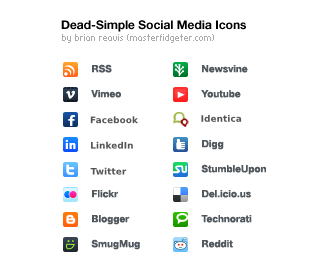 Dead-Simple Social Media Icons
by brian reavis (masterfidgeter.com)
RSS
Vimeo
Facebook
LinkedIn
Twitter
Flickr
Blogger
SmugMug
Newsvine
Youtube
Identica
Digg
StumbleUpon
Del.icio.us
Technorati
Reddit